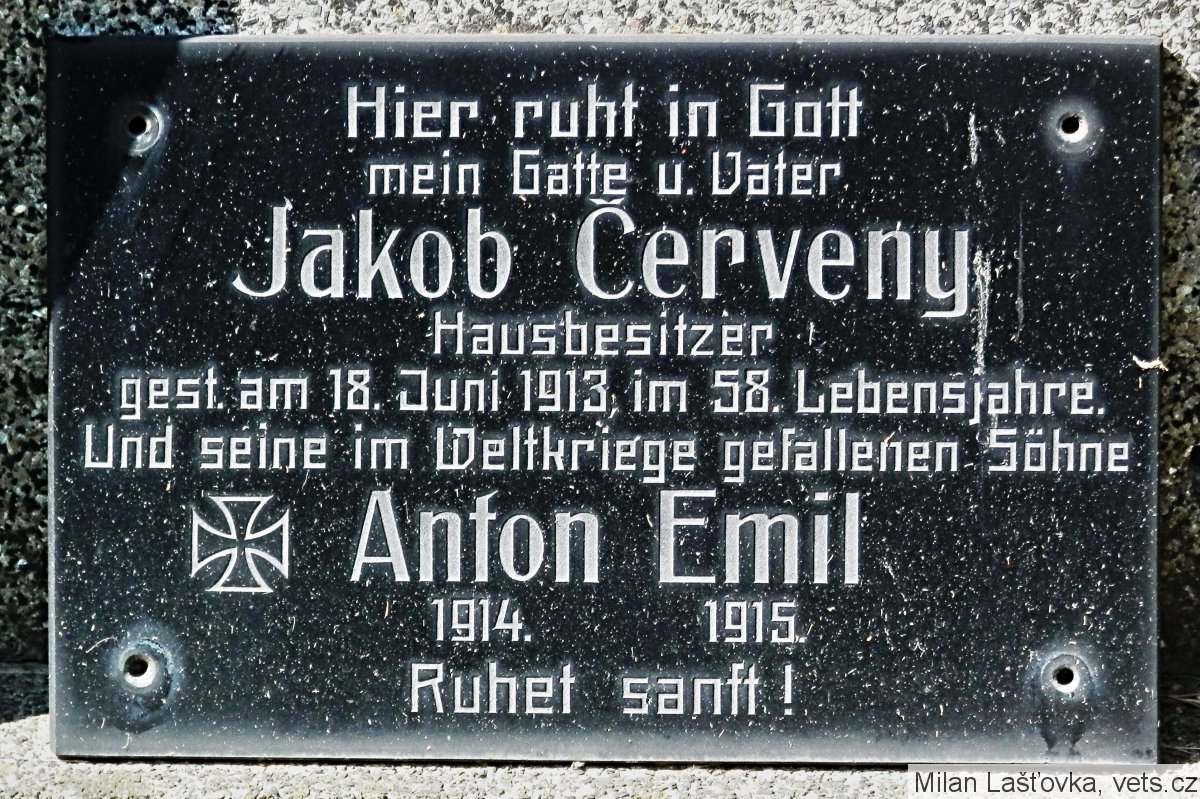 Hier ruht in Gott
mein Gatte u. Vater
Jakob Červeny
Hausbesitzer
gest. am 18. Juni 1913, im 58. Lebensjahre.
Und seine im Weltkriege gefallenen Söhne
Anton Emil
1914. 1915.
Ruhet sanft!
Milan Lašťovka, vets.cz